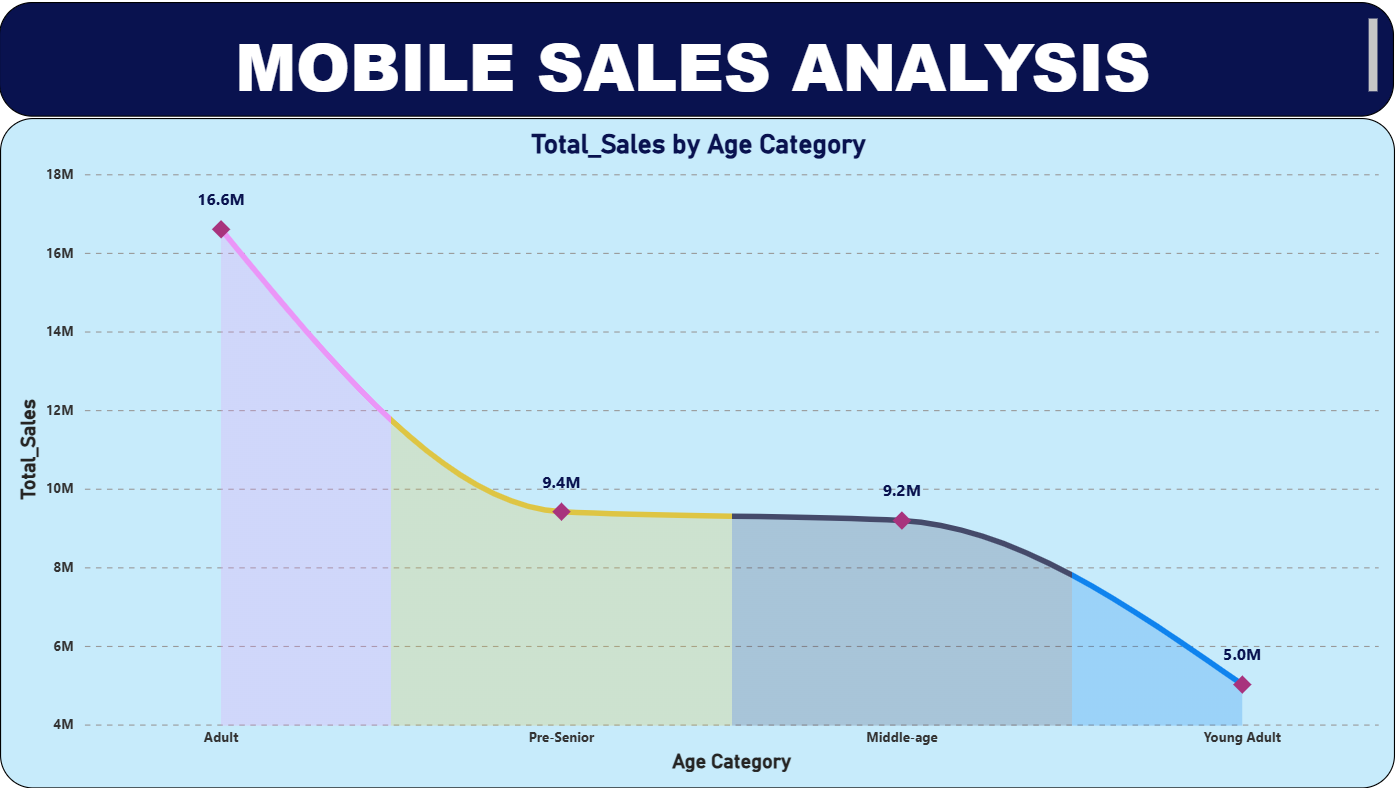 MOBILE SALES ANALYSIS
Total_Sales by Age Category
18M
16.6M
16M
14M
12M
Total_Sales
10M
9.4M
9.2M
8M
6M
5.0M
4M
Adult Pre-Senior Middle-age Young Adult
Age Category